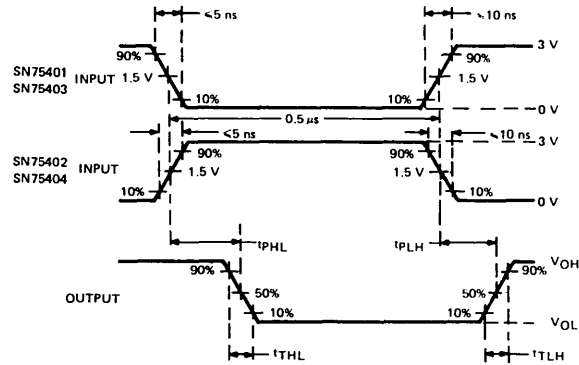 ≤5 ns
≤10 ns
90%
90%
3 V
SN75401
SN75403
INPUT
1.5 V
1.5 V
10%
10%
0 V
0.5 µs
≤5 ns
≤10 ns
3 V
SN75402
SN75404
INPUT
90%
90%
1.5 V
1.5 V
10%
10%
0 V
tPHL
tPLH
VOH
90%
90%
OUTPUT
50%
50%
10%
10%
VOL
tTHL
tTLH